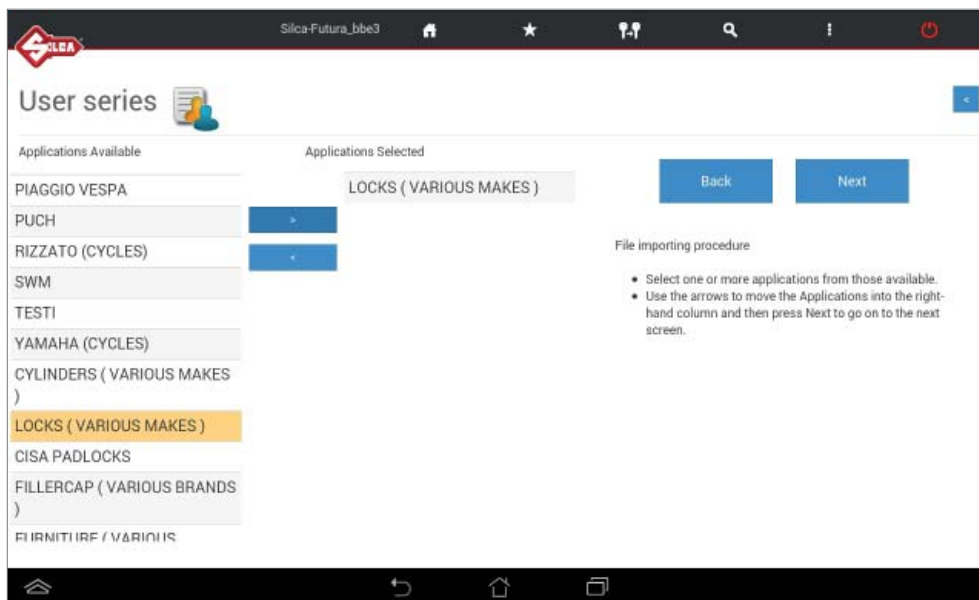 SILCA
Silca-Futura_bbe3
User series
<
Applications Available
Applications Selected
PIAGGIO VESPA
PUCH
RIZZATO (CYCLES)
SWM
TESTI
YAMAHA (CYCLES)
CYLINDERS ( VARIOUS MAKES
)
LOCKS ( VARIOUS MAKES )
CISA PADLOCKS
FILLERCAP ( VARIOUS BRANDS
)
FURNITURE ( VARIOUS
>
<
LOCKS ( VARIOUS MAKES )
Back
Next
File importing procedure
• Select one or more applications from those available.
• Use the arrows to move the Applications into the right-
hand column and then press Next to go on to the next
screen.